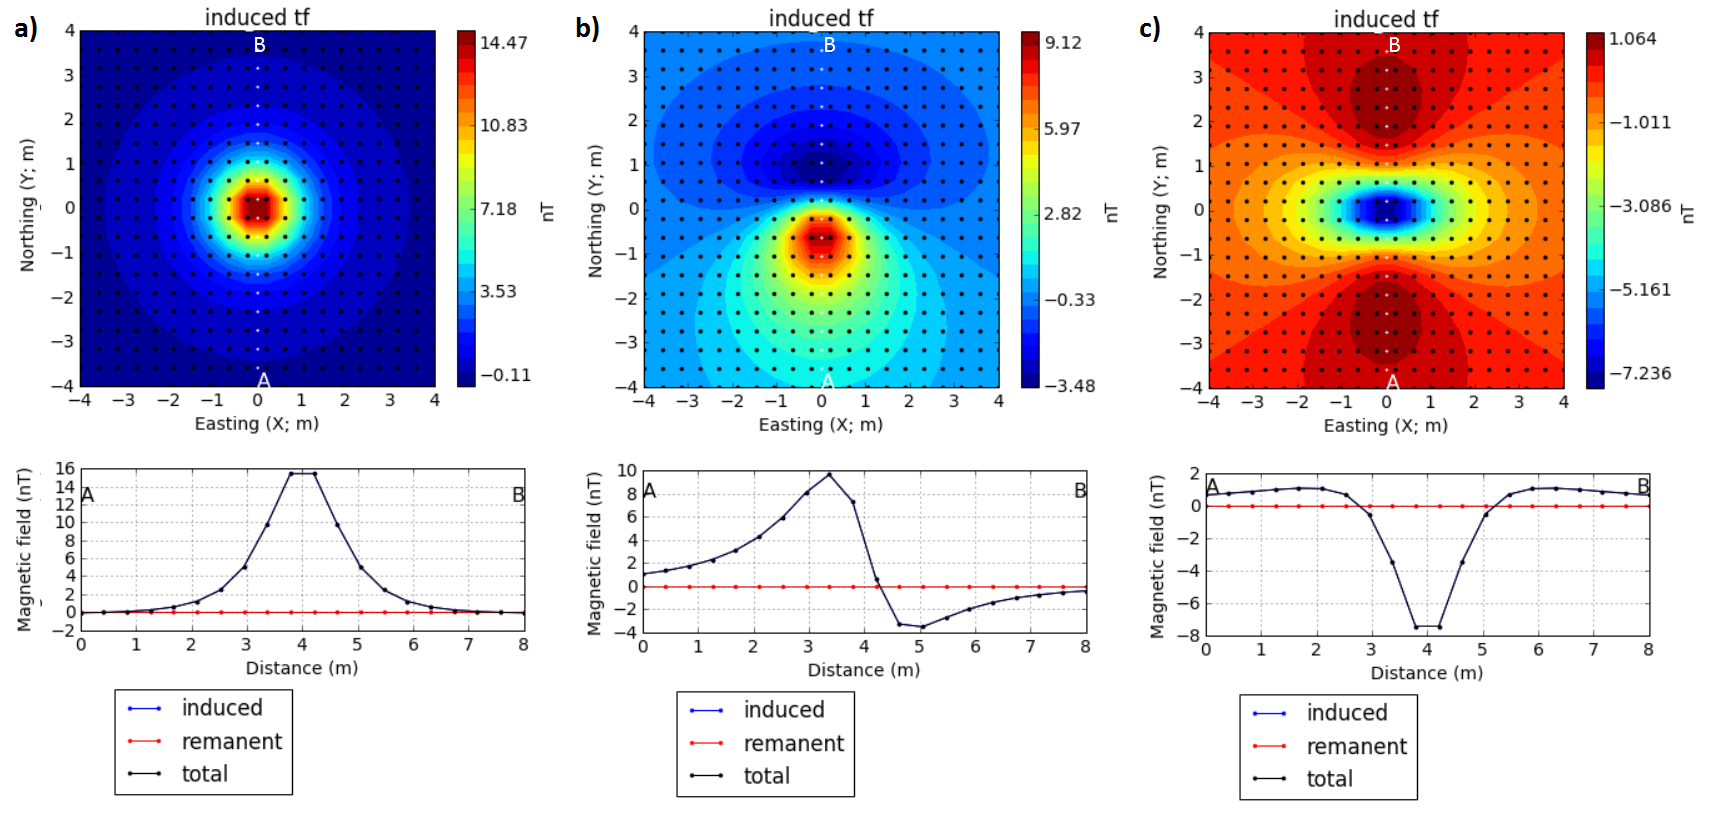 a)
induced tf
B
A
4
3
2
1
0
−1
−2
−3
−4
−4 −3 −2 −1 0 1 2 3 4
Northing (Y; m)
Easting (X; m)
14.47
10.83
7.18
3.53
−0.11
nT
b)
induced tf
B
A
4
3
2
1
0
−1
−2
−3
−4
−4 −3 −2 −1 0 1 2 3 4
Northing (Y; m)
Easting (X; m)
9.12
5.97
2.82
−0.33
−3.48
nT
c)
induced tf
B
A
4
3
2
1
0
−1
−2
−3
−4
−4 −3 −2 −1 0 1 2 3 4
Northing (Y; m)
Easting (X; m)
1.064
−1.011
−3.086
−5.161
−7.236
nT
16
14
12
10
8
6
4
2
0
−2
A
B
0 1 2 3 4 5 6 7 8
Magnetic field (nT)
Distance (m)
induced
remanent
total
10
8
6
4
2
0
−2
−4
A
B
0 1 2 3 4 5 6 7 8
Magnetic field (nT)
Distance (m)
induced
remanent
total
2
0
−2
−4
−6
−8
A
B
0 1 2 3 4 5 6 7 8
Magnetic field (nT)
Distance (m)
induced
remanent
total